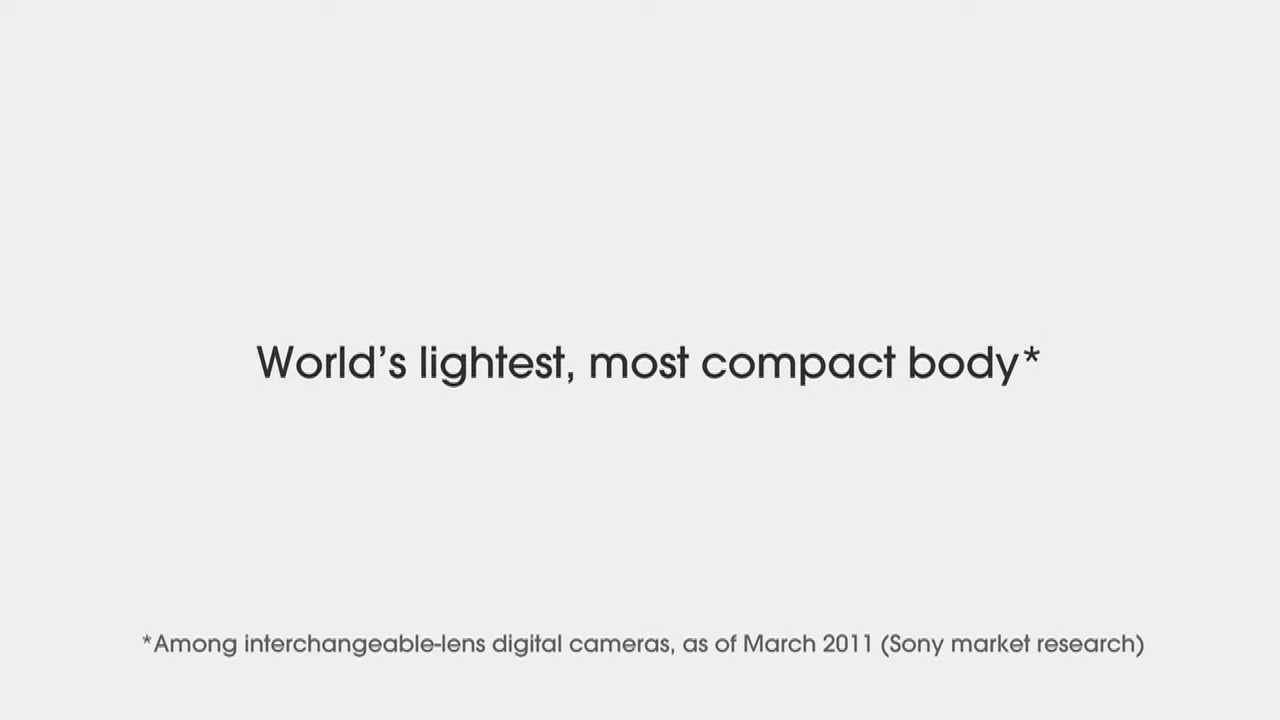 World’s lightest, most compact body*
*Among interchangeable-lens digital cameras, as of March 2011 (Sony market research)